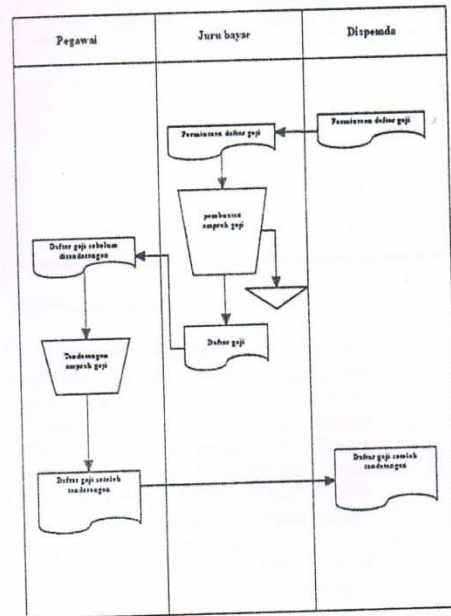 Pegawai
Juru bayar
Dispenda
Permintaan daftar gaji
Permintaan daftar gaji
pembuatan
amprah gaji
Daftar gaji sebelum
ditandatangan
Daftar gaji
Tandatangan
amprah gaji
Daftar gaji setelah
tandatangan
Daftar gaji setelah
tandatangan